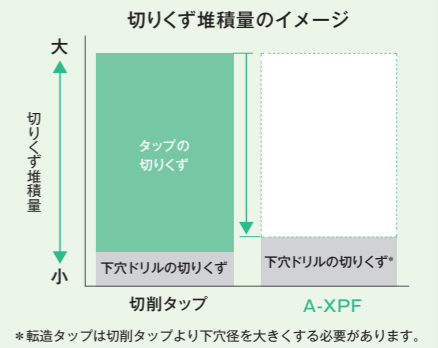 切りくず堆積量のイメージ
大
切りくず堆積量
小
タップの
切りくず
下穴ドリルの切りくず
下穴ドリルの切りくず*
切削タップ
A-XPF
＊転造タップは切削タップより下穴径を大きくする必要があります。